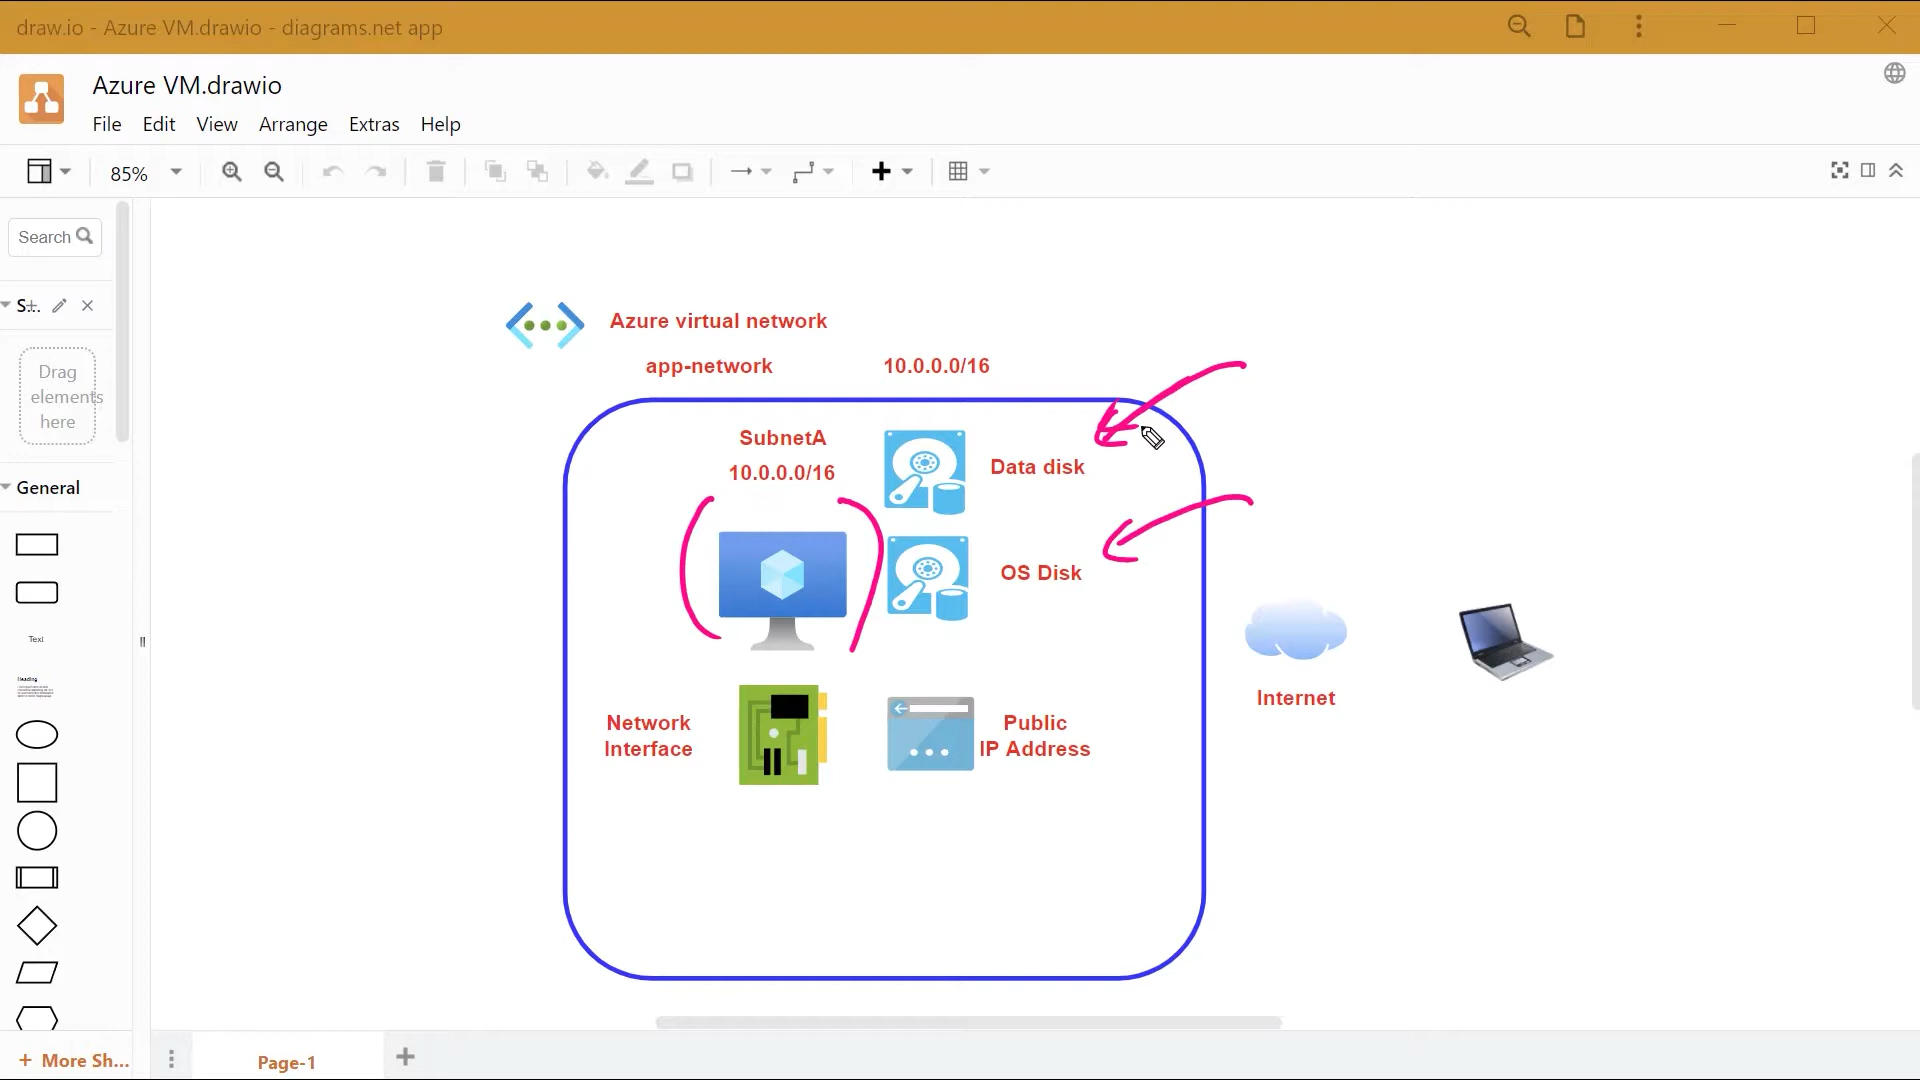 draw.io - Azure VM.drawio - diagrams.net app
Azure VM.drawio
File Edit View Arrange Extras Help
85%
Search
S...
Drag
elements
here
General
Text
Heading
Azure virtual network
app-network 10.0.0.0/16
SubnetA
10.0.0.0/16
Data disk
OS Disk
Network
Interface
Public
IP Address
Internet
+ More Sh...
Page-1